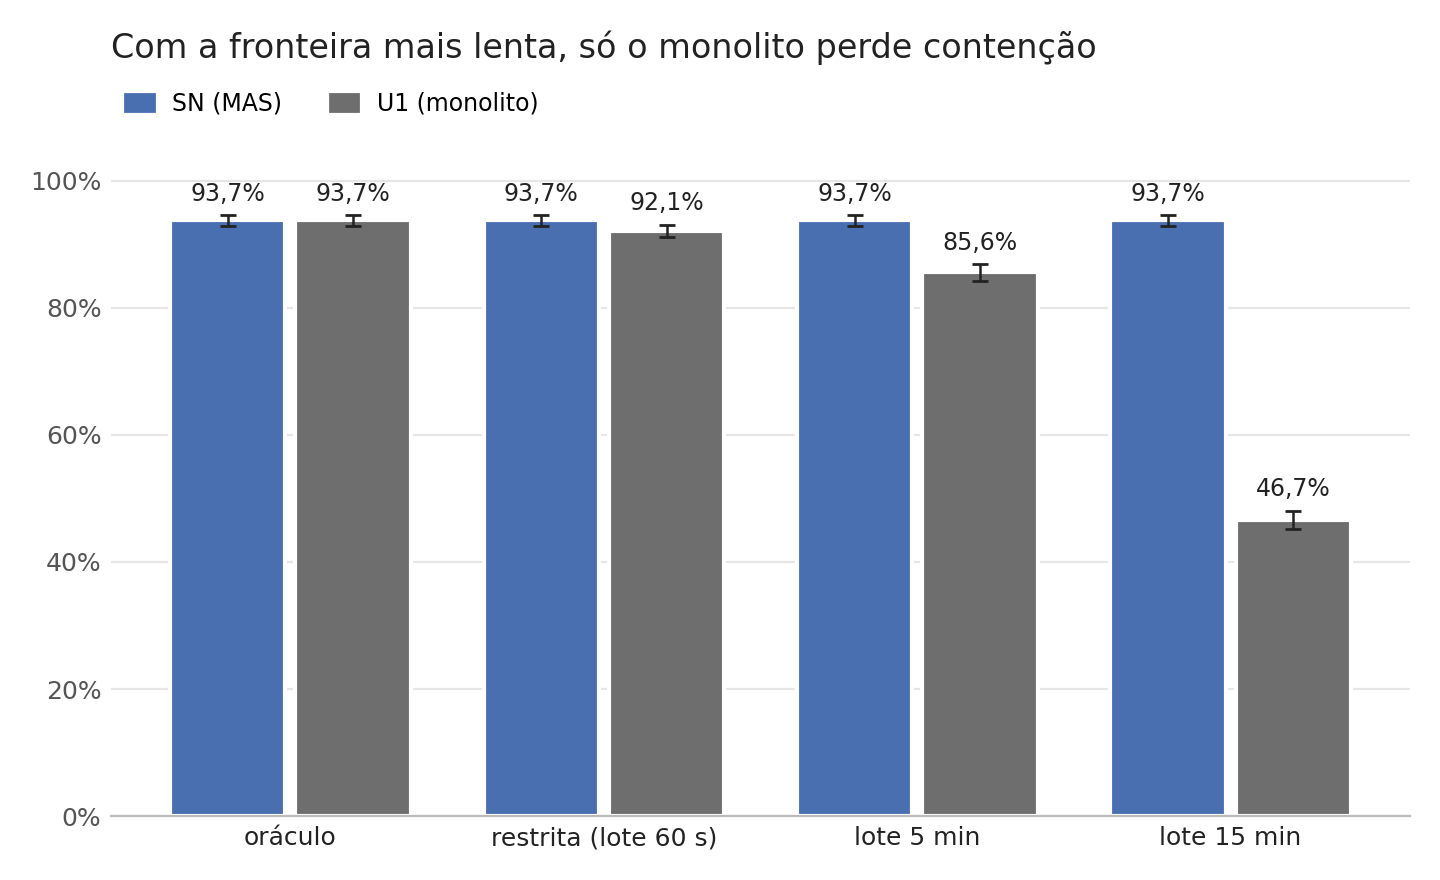 Com a fronteira mais lenta, só o monolito perde contenção
SN (MAS) U1 (monolito)
100%
93,7% 93,7% 93,7% 92,1% 93,7% 85,6% 93,7% 46,7%
80%
60%
40%
20%
0%
oráculo restrita (lote 60 s) lote 5 min lote 15 min